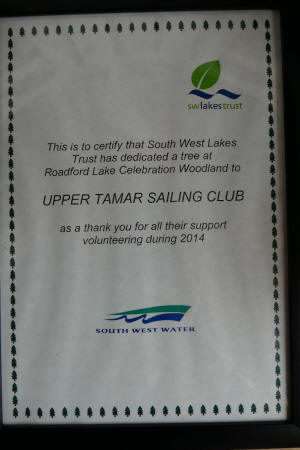 swlakestrust
This is to certify that South West Lakes
Trust has dedicated a tree at
Roadford Lake Celebration Woodland to
UPPER TAMAR SAILING CLUB
as a thank you for all their support
volunteering during 2014
SOUTH WEST WATER